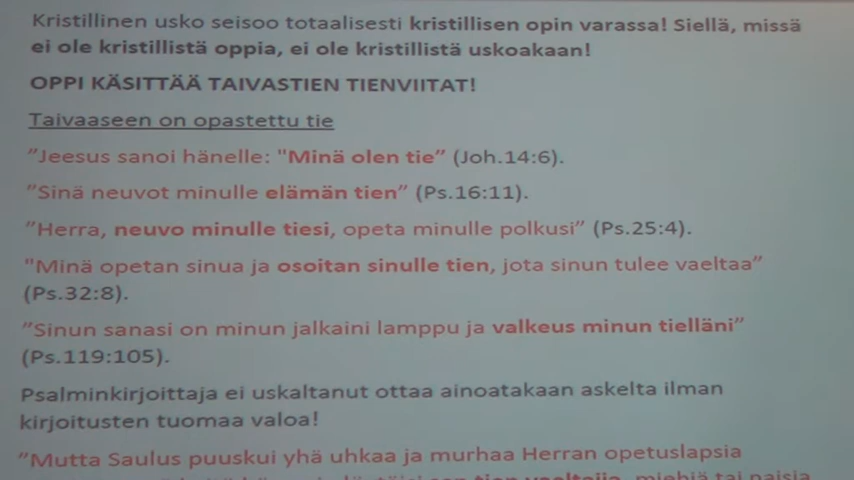 Kristillinen usko seisoo totaalisesti kristillisen opin varassa! Siellä, missä
ei ole kristillistä oppia, ei ole kristillistä uskoakaan!
OPPI KÄSITTÄÄ TAIVASTIEN TIENVIITAT!
Taivaaseen on opastettu tie
”Jeesus sanoi hänelle: "Minä olen tie” (Joh.14:6).
”Sinä neuvot minulle elämän tien” (Ps.16:11).
”Herra, neuvo minulle tiesi, opeta minulle polkusi” (Ps.25:4).
"Minä opetan sinua ja osoitan sinulle tien, jota sinun tulee vaeltaa”
(Ps.32:8).
”Sinun sanasi on minun jalkaini lamppu ja valkeus minun tielläni”
(Ps.119:105).
Psalminkirjoittaja ei uskaltanut ottaa ainoatakaan askelta ilman
kirjoitusten tuomaa valoa!
”Mutta Saulus puuskui yhä uhkaa ja murhaa Herran opetuslapsia
tien vaeltajia, miehiä tai naisia